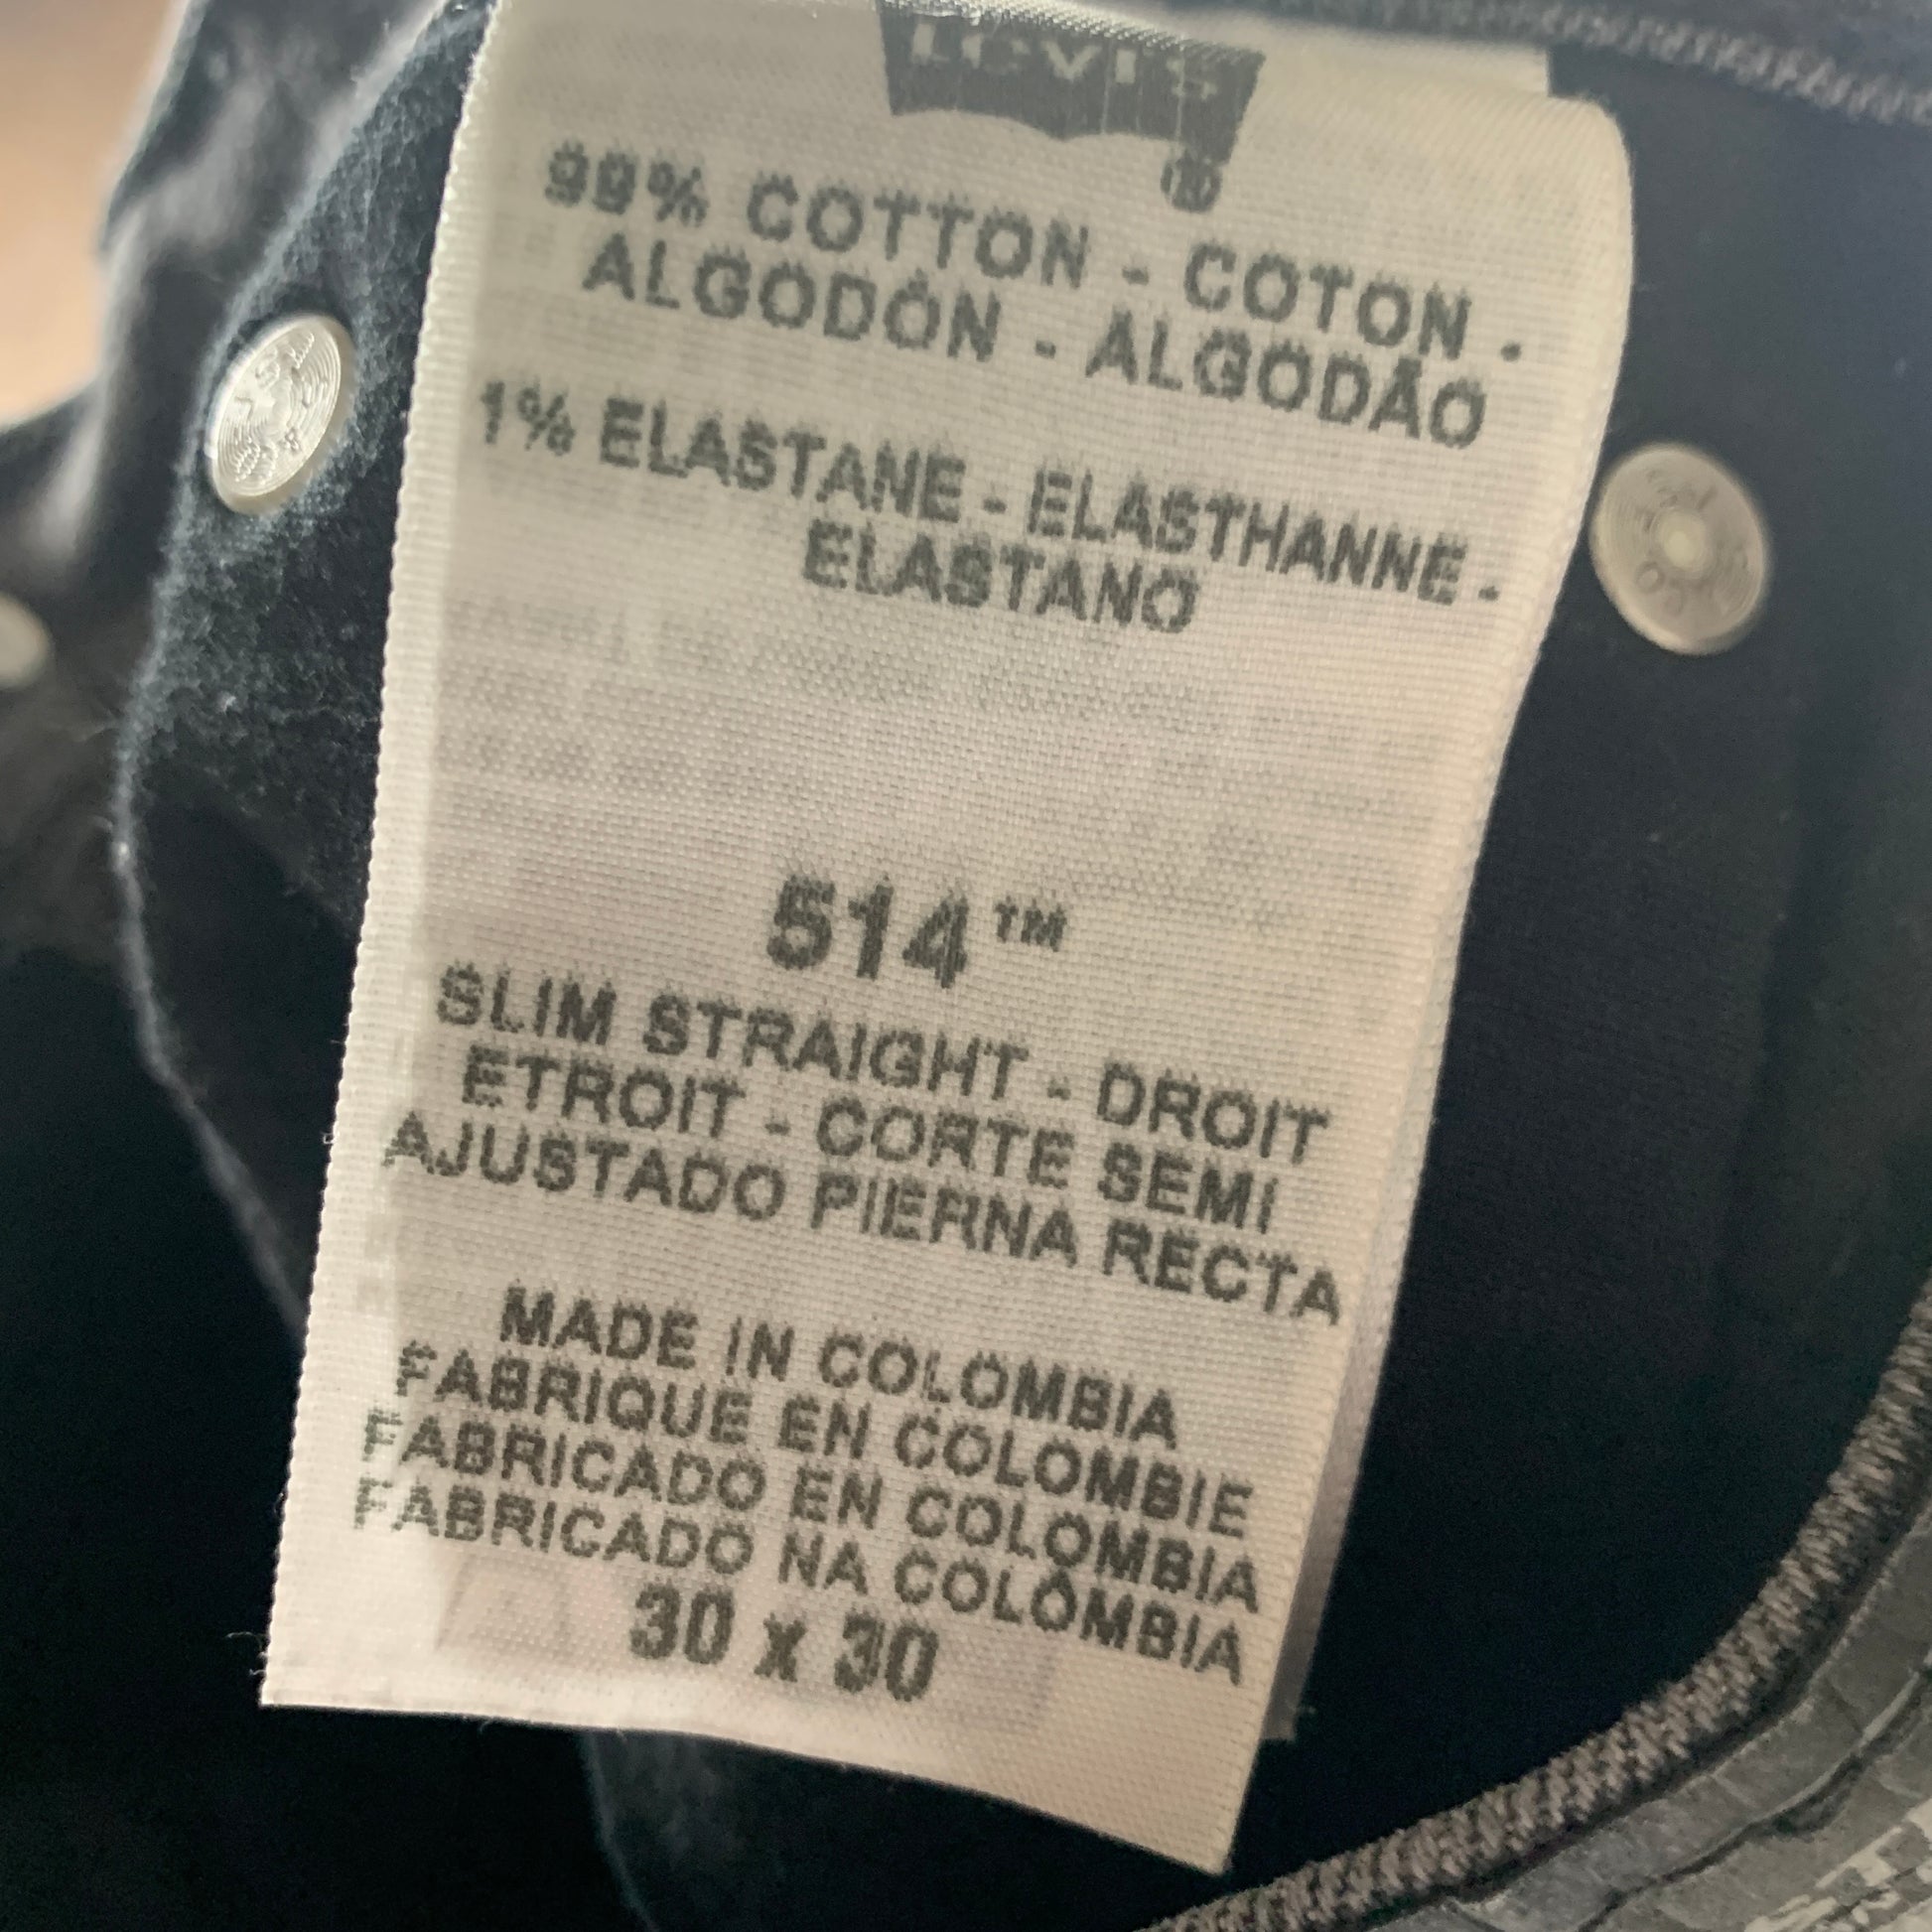 Levi's
®
99% COTTON - COTON -
ALGODÓN - ALGODÃO
1% ELASTANE - ELASTHANNE -
ELASTANO
514™
SLIM STRAIGHT - DROIT
ETROIT - CORTE SEMI
AJUSTADO PIERNA RECTA
MADE IN COLOMBIA
FABRIQUE EN COLOMBIE
FABRICADO EN COLOMBIA
FABRICADO NA COLÔMBIA
30 X 30